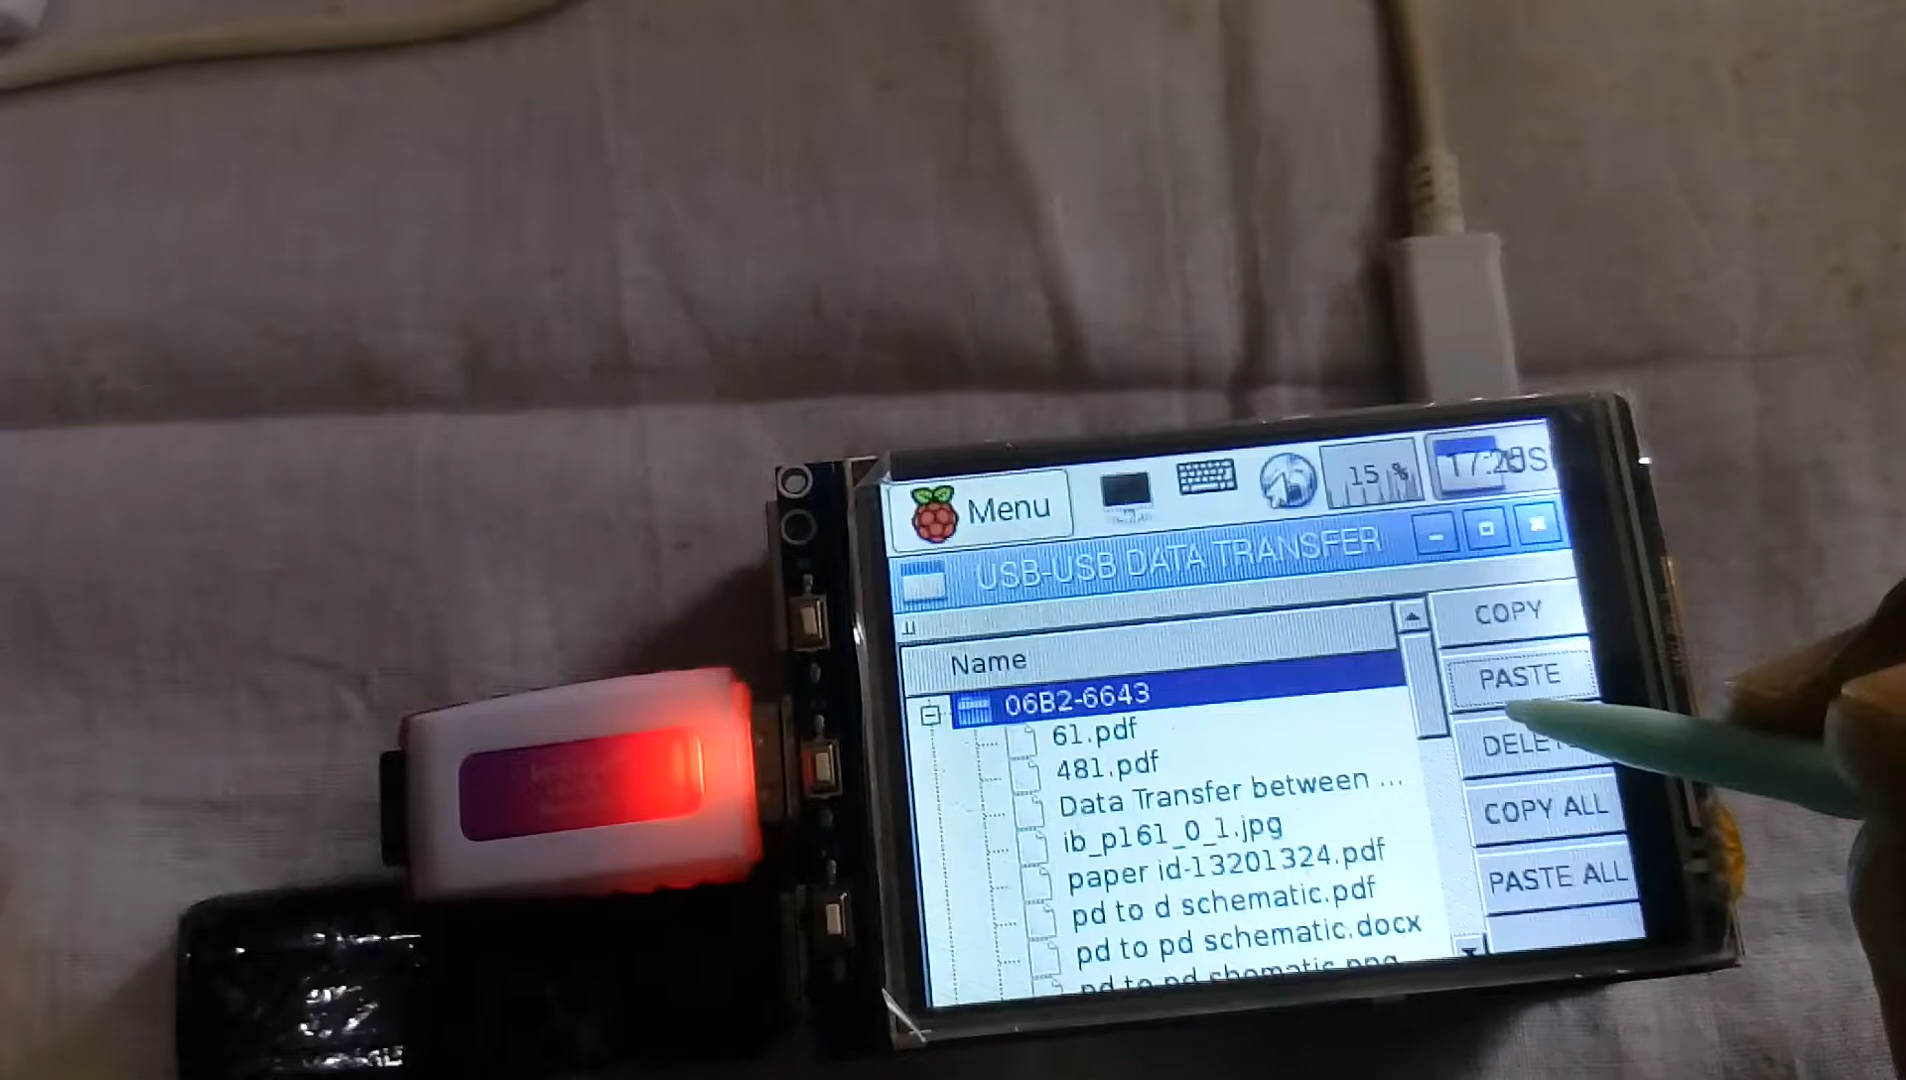 Menu
15 %
USB-USB DATA TRANSFER
Name
06B2-6643
61.pdf
481.pdf
Data Transfer between ...
ib_p161_0_1.jpg
paper id-13201324.pdf
pd to d schematic.pdf
pd to pd schematic.docx
COPY
PASTE
COPY ALL
PASTE ALL